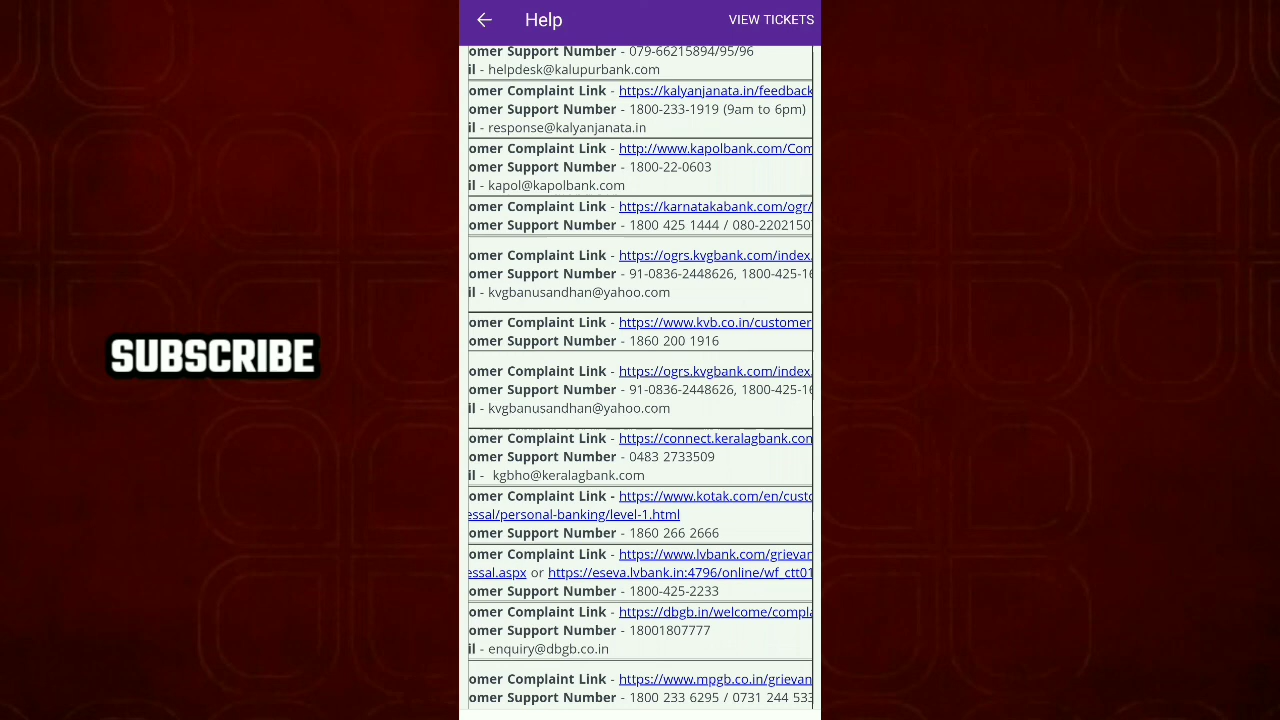 Help
VIEW TICKETS
omer Support Number - 079-66215894/95/96
il - helpdesk@kalupurbank.com
omer Complaint Link - https://kalyanjanata.in/feedback
omer Support Number - 1800-233-1919 (9am to 6pm)
il - response@kalyanjanata.in
omer Complaint Link - http://www.kapolbank.com/Com
omer Support Number - 1800-22-0603
il - kapol@kapolbank.com
omer Complaint Link - https://karnatakabank.com/ogr/
omer Support Number - 1800 425 1444 / 080-2202150
omer Complaint Link - https://ogrs.kvgbank.com/index.
omer Support Number - 91-0836-2448626, 1800-425-16
il - kvgbanusandhan@yahoo.com
omer Complaint Link - https://www.kvb.co.in/customer
omer Support Number - 1860 200 1916
SUBSCRIBE
omer Complaint Link - https://ogrs.kvgbank.com/index.
omer Support Number - 91-0836-2448626, 1800-425-16
il - kvgbanusandhan@yahoo.com
omer Complaint Link - https://connect.keralagbank.com
omer Support Number - 0483 2733509
il - kgbho@keralagbank.com
omer Complaint Link - https://www.kotak.com/en/custo
essal/personal-banking/level-1.html
omer Support Number - 1860 266 2666
omer Complaint Link - https://www.lvbank.com/grievan
essal.aspx or https://eseva.lvbank.in:4796/online/wf_ctt01
omer Support Number - 1800-425-2233
omer Complaint Link - https://dbgb.in/welcome/compla
omer Support Number - 18001807777
il - enquiry@dbgb.co.in
omer Complaint Link - https://www.mpgb.co.in/grievan
omer Support Number - 1800 233 6295 / 0731 244 533